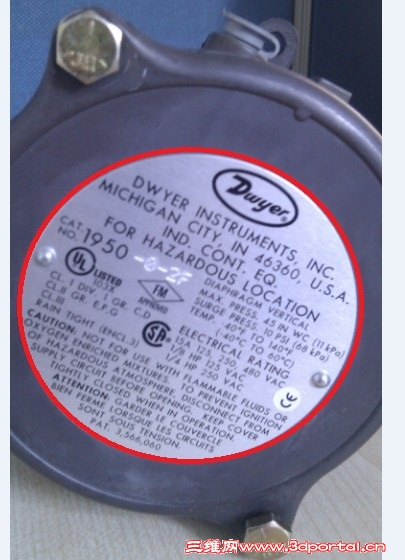 Dwyer
DWYER INSTRUMENTS, INC.
MICHIGAN CITY, IN 46360, U.S.A.
IND. CONT. EQ.
FOR HAZARDOUS LOCATION
CAT. NO. 1950 -0-2F
UL LISTED
CL. I DIV. I GR. C,D
CL.II GR. E,F,G
CL.III
RAIN TIGHT (ENCL.3)
FM
APPROVED
DIAPHRAGM VERTICAL
MAX. PRESS. 45 IN WC (11 kPa)
SURGE PRESS. 10 PSI (68 kPa)
TEMP -40°F TO 140°F
(-40°C TO 60°C)
ELECTRICAL RATING
15A 125, 250, 480 VAC
1/8 HP 125 VAC
1/4 HP 250 VAC
CAUTION: NOT FOR USE WITH FLAMMABLE FLUIDS OR
OXYGEN ENRICHED MIXTURES. TO PREVENT IGNITION
OF HAZARDOUS ATMOSPHERE, DISCONNECT FROM
SUPPLY CIRCUIT BEFORE OPENING. KEEP COVER
TIGHTLY CLOSED WHEN IN OPERATION.
ATTENTION: GARDER LE COUVERCLE
BIEN FERME LORSQUE LES CIRCUITS
SONT SOUS TENSION.
PAT. 3,566,060
三维网www.3dportal.cn